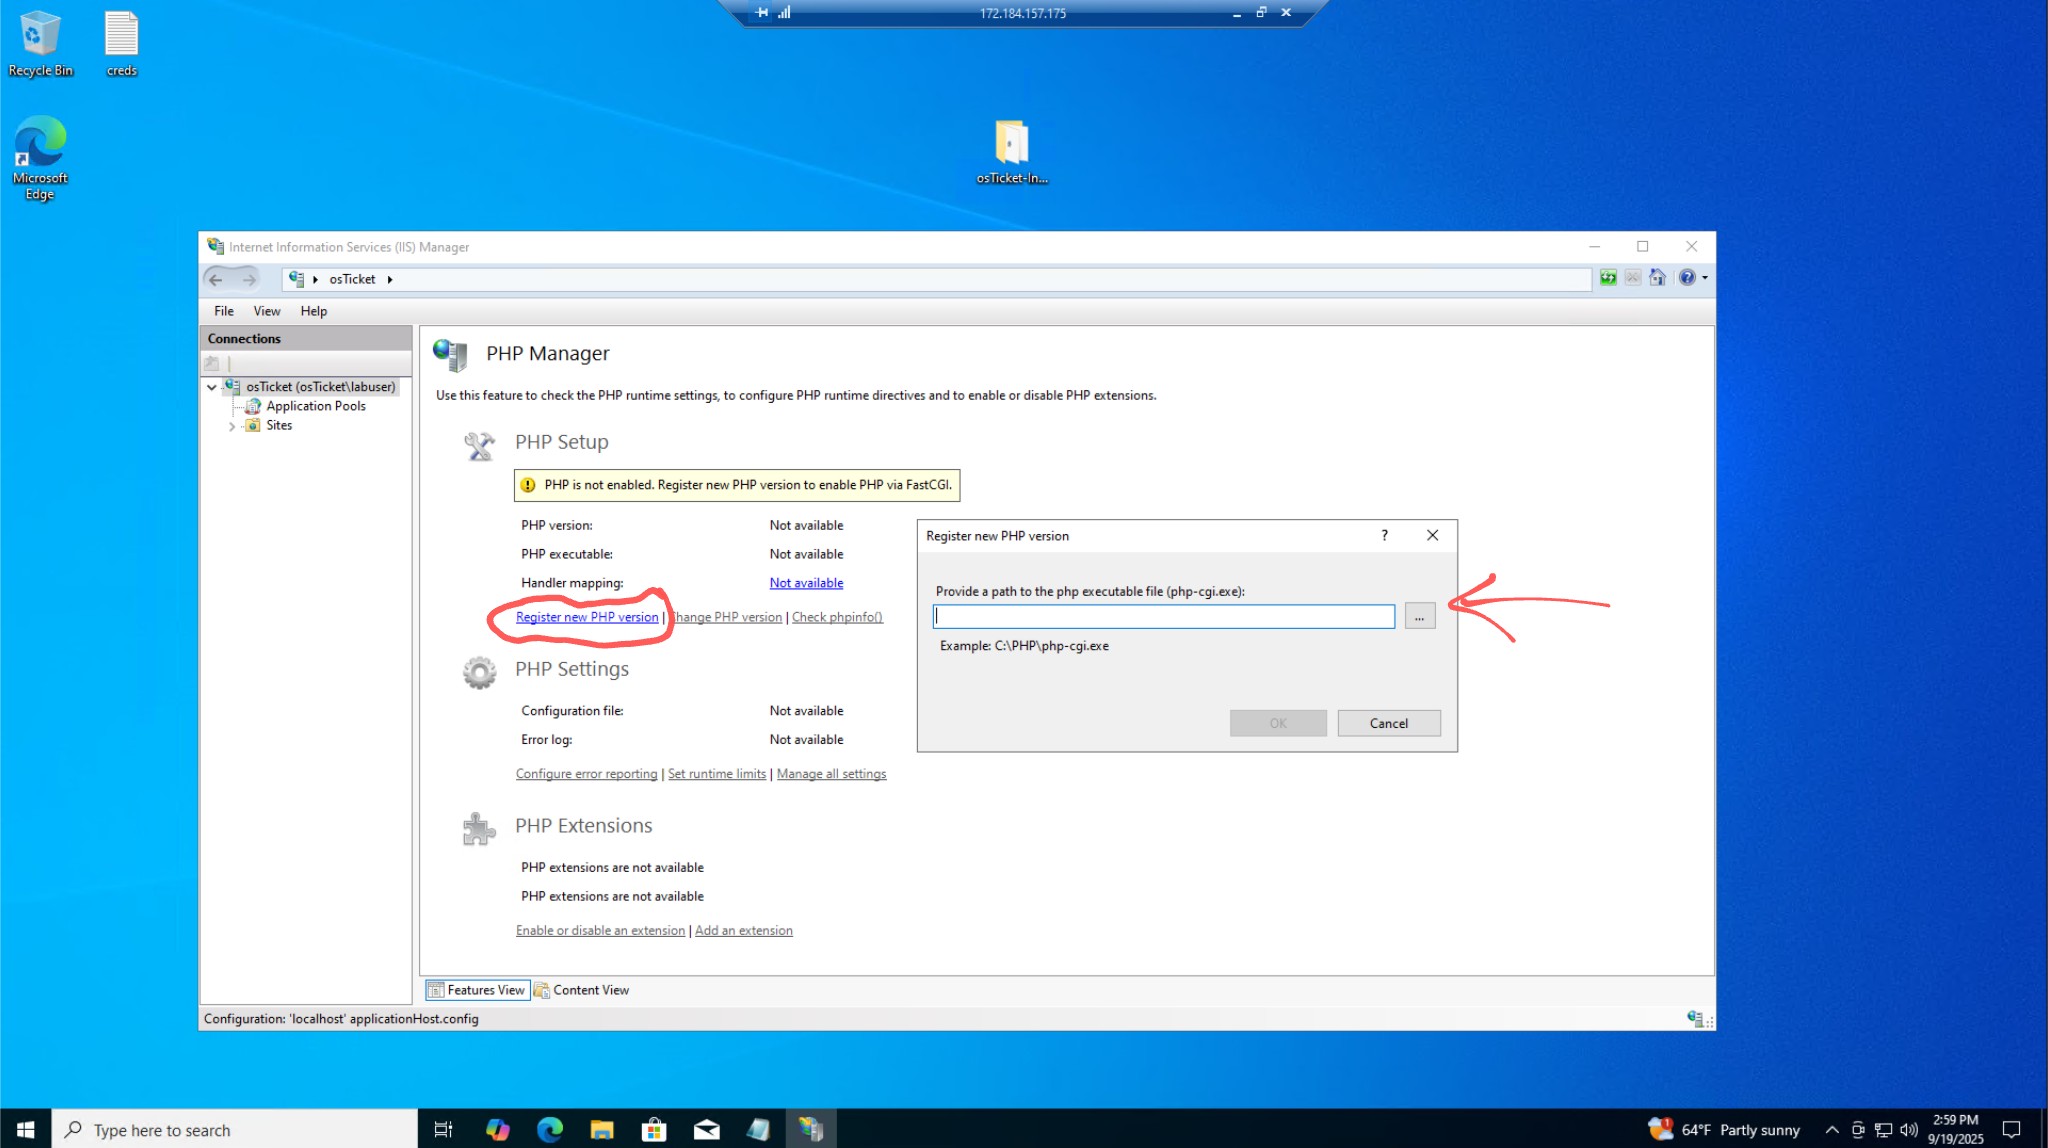 172.184.157.175
Recycle Bin
creds
Microsoft
Edge
osTicket-In...
Internet Information Services (IIS) Manager
osTicket
File View Help
Connections
osTicket (osTicket\labuser)
Application Pools
Sites
PHP Manager
Use this feature to check the PHP runtime settings, to configure PHP runtime directives and to enable or disable PHP extensions.
PHP Setup
PHP is not enabled. Register new PHP version to enable PHP via FastCGI.
PHP version: Not available
PHP executable: Not available
Handler mapping: Not available
Register new PHP version | Change PHP version | Check phpinfo()
PHP Settings
Configuration file: Not available
Error log: Not available
Configure error reporting | Set runtime limits | Manage all settings
PHP Extensions
PHP extensions are not available
PHP extensions are not available
Enable or disable an extension | Add an extension
Register new PHP version ?
Provide a path to the php executable file (php-cgi.exe):
...
Example: C:\PHP\php-cgi.exe
OK Cancel
Features View Content View
Configuration: 'localhost' applicationHost.config
Type here to search
64°F Partly sunny
2:59 PM
9/19/2025